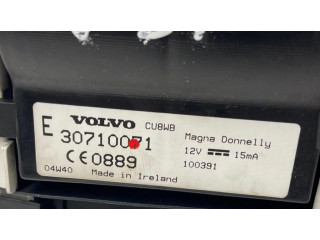 VOLVO CU8WB
E 30710071 Magna Donnelly
12V ⎓ 15mA
CE0889 100391
04W40 Made in Ireland